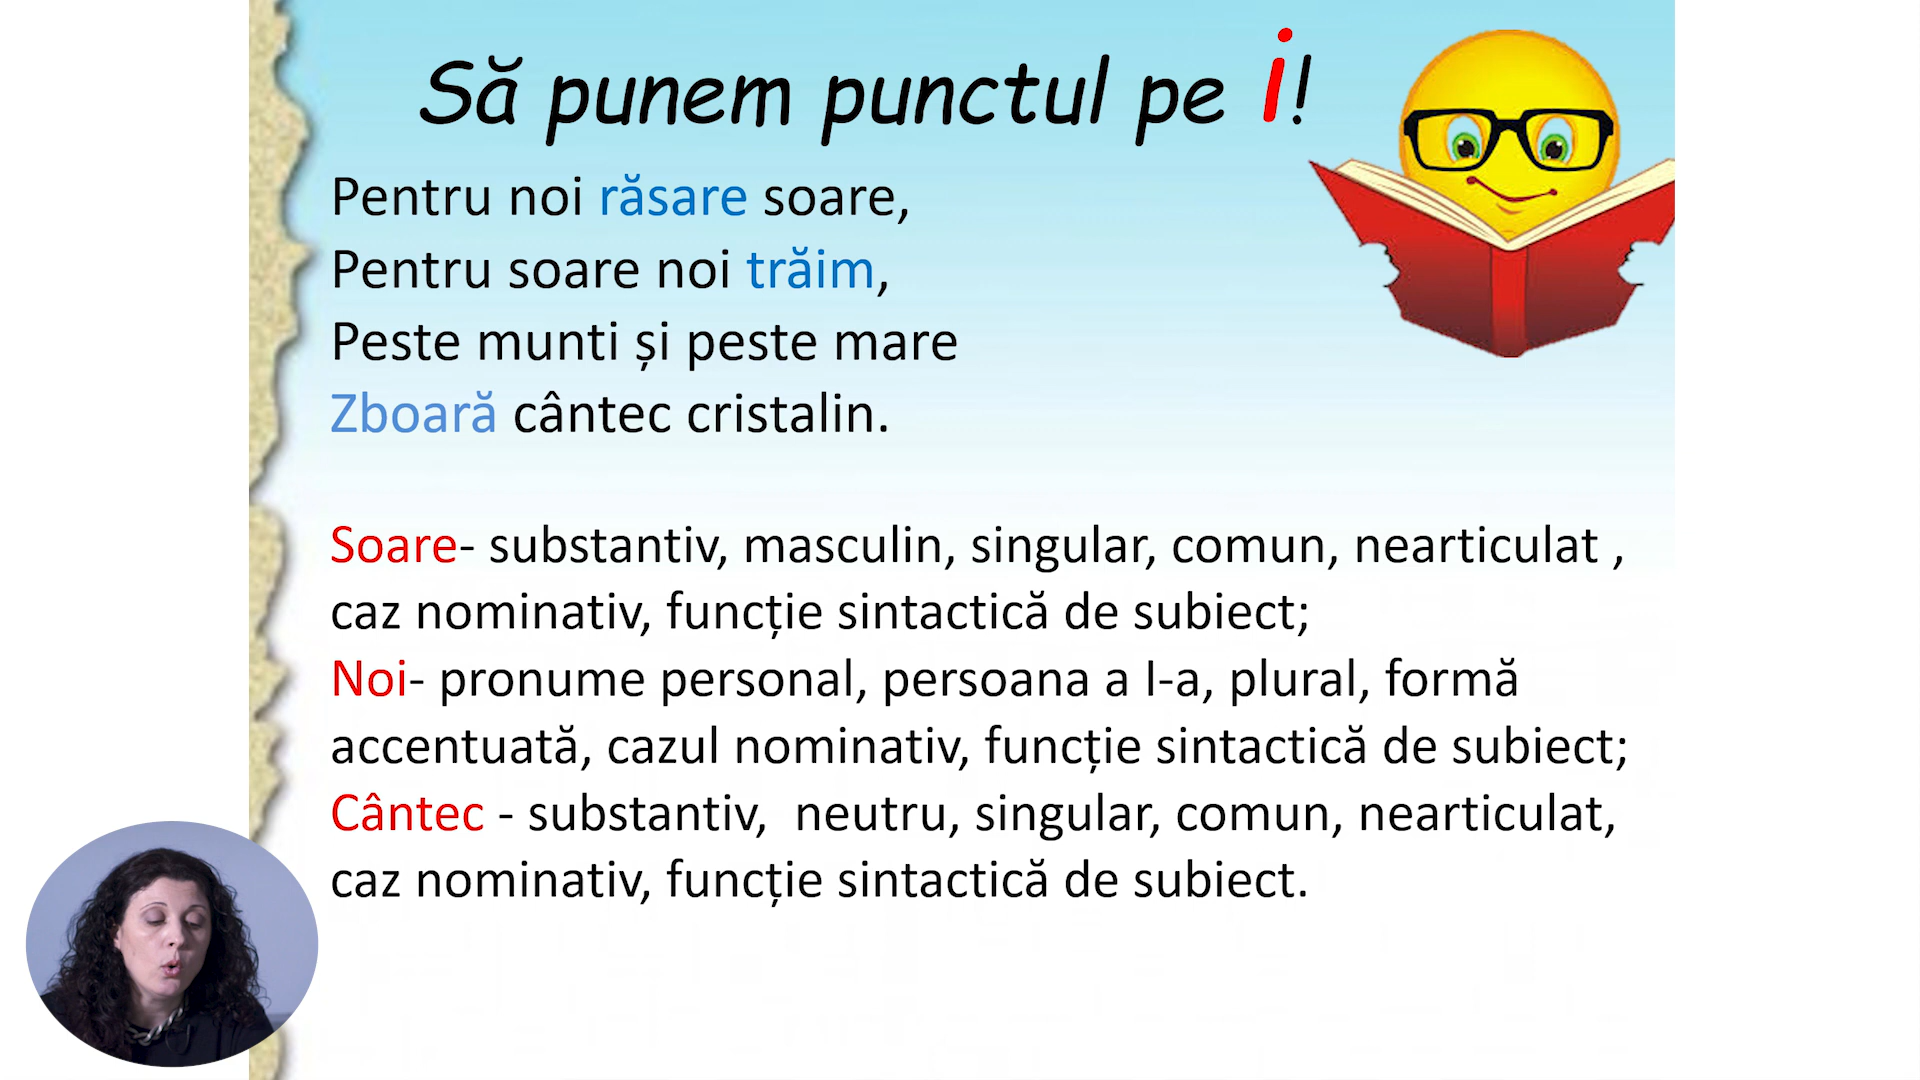 Să punem punctul pe i!
Pentru noi răsare soare,
Pentru soare noi trăim,
Peste munti și peste mare
Zboară cântec cristalin.
Soare- substantiv, masculin, singular, comun, nearticulat ,
caz nominativ, funcție sintactică de subiect;
Noi- pronume personal, persoana a I-a, plural, formă
accentuată, cazul nominativ, funcție sintactică de subiect;
Cântec - substantiv,  neutru, singular, comun, nearticulat,
caz nominativ, funcție sintactică de subiect.